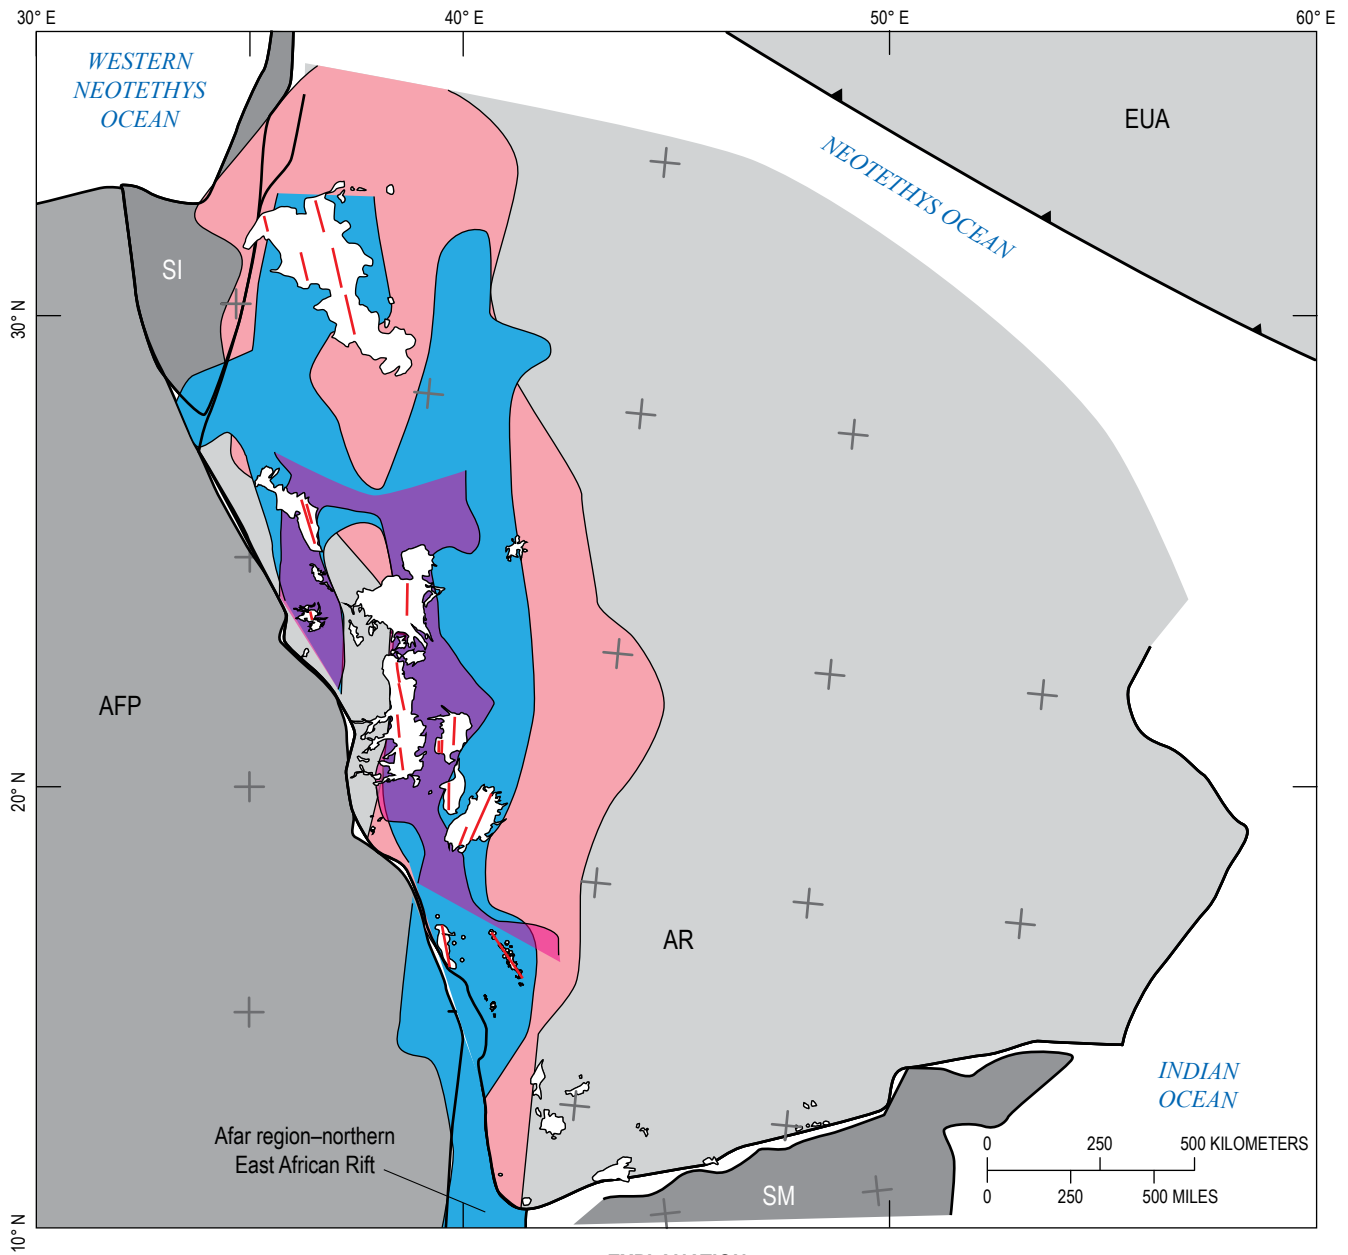 30° E
40° E
50° E
60° E
WESTERN
NEOTETHYS
OCEAN
EUA
NEOTETHYS OCEAN
SI
30° N
AFP
20° N
AR
INDIAN
OCEAN
Afar region–northern
East African Rift
0 250 500 KILOMETERS
0 250 500 MILES
SM
10° N